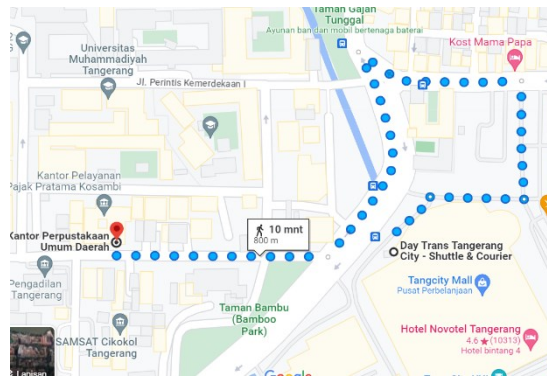 Taman Gajah
Tunggal
Ayunan ban dan mobil bertenaga baterai
Kost Mama Papa
Universitas
Muhammadiyah
Tangerang
Jl. Perintis Kemerdekaan I
Kantor Pelayanan
Pajak Pratama Kosambi
Kantor Perpustakaan
Umum Daerah
10 mnt
800 m
Day Trans Tangerang
City - Shuttle & Courier
Pengadilan
Tangerang
Tangcity Mall
Pusat Perbelanjaan
Taman Bambu
(Bamboo
Park)
Hotel Novotel Tangerang
4.6 ★ (10313)
Hotel bintang 4
SAMSAT Cikokol
Tangerang
Lapisan
Google